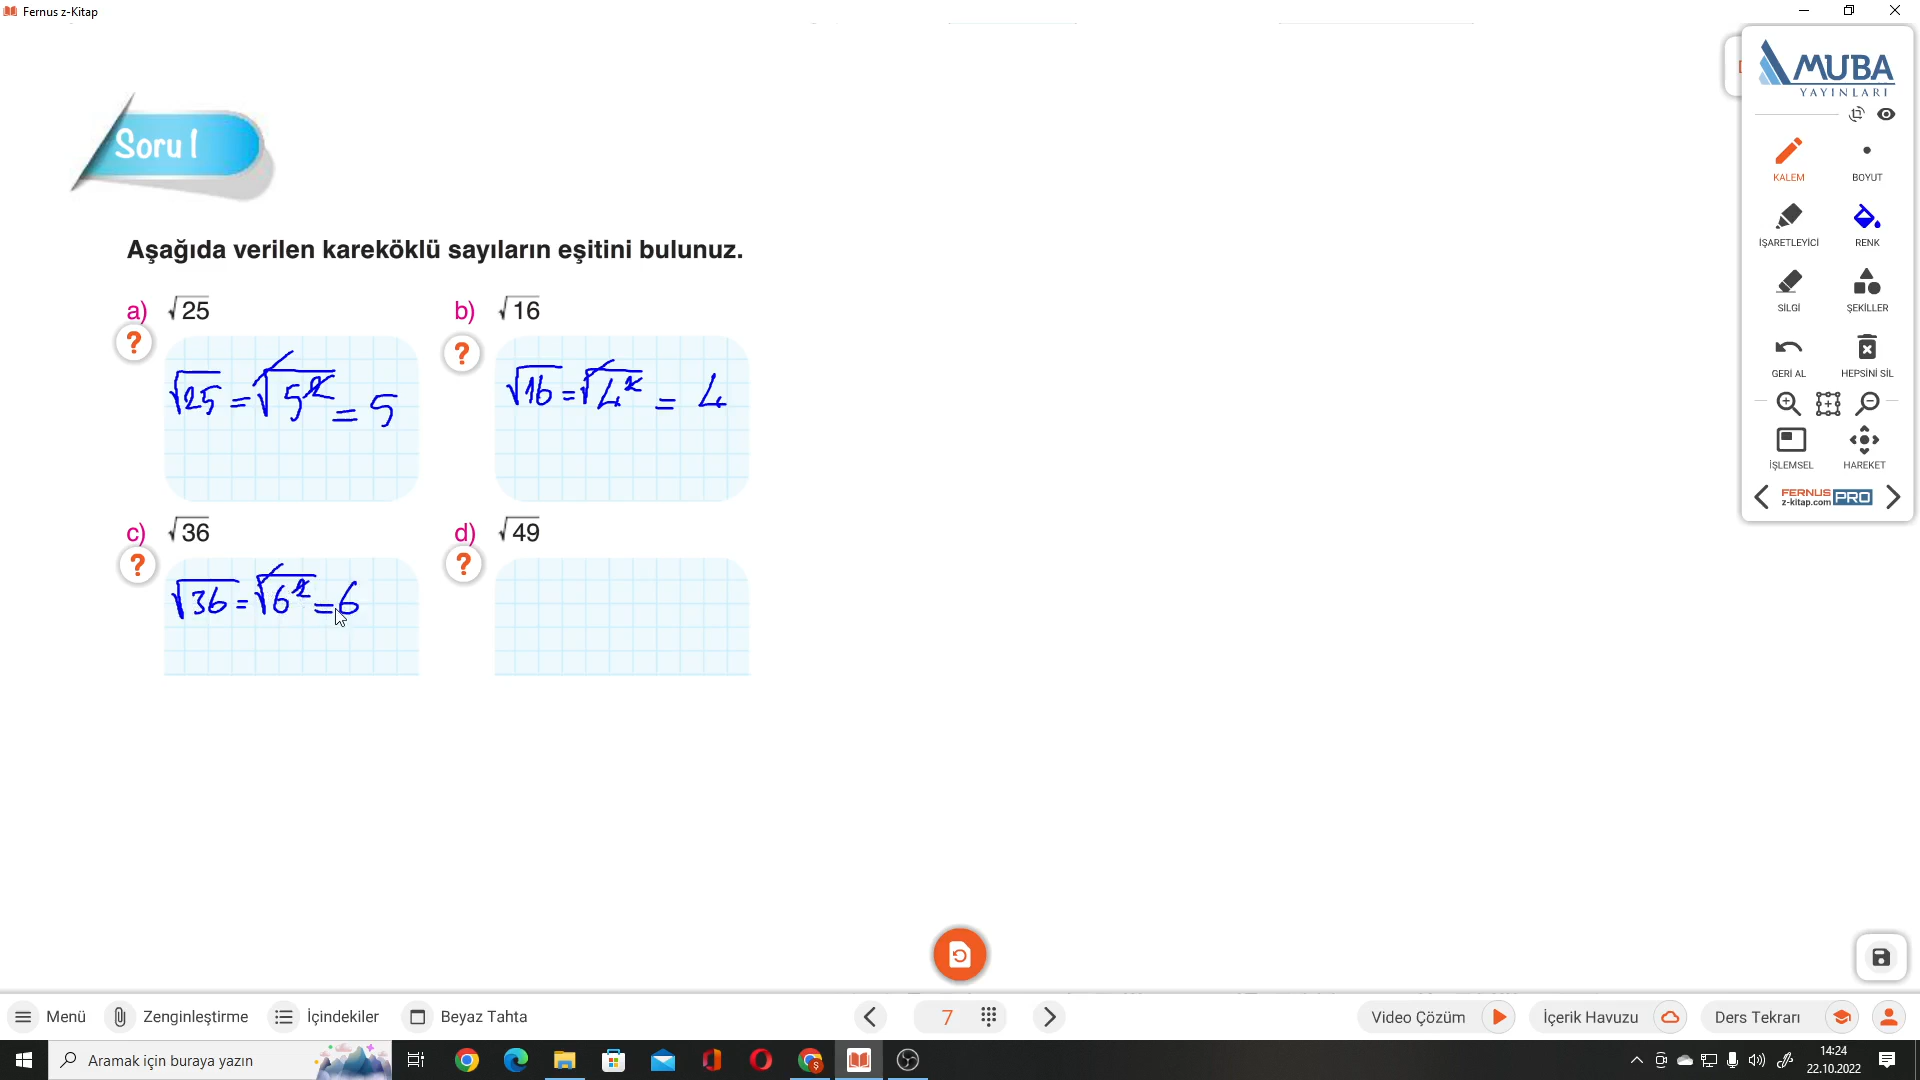 Fernus z-Kitap
MUBA
YAYINLARI
Soru 1
KALEM
BOYUT
İŞARETLEYİCİ
RENK
SİLGİ
ŞEKİLLER
GERİ AL
HEPSİNİ SİL
İŞLEMSEL
HAREKET
FERNUS
z-kitap.com PRO
Aşağıda verilen kareköklü sayıların eşitini bulunuz.
a) √25
b) √16
?
?
√25 = √5² = 5
√16 = √4² = 4
c) √36
d) √49
?
?
√36 = √6² = 6
Menü
Zenginleştirme
İçindekiler
Beyaz Tahta
7
Video Çözüm
İçerik Havuzu
Ders Tekrarı
Aramak için buraya yazın
14:24
22.10.2022